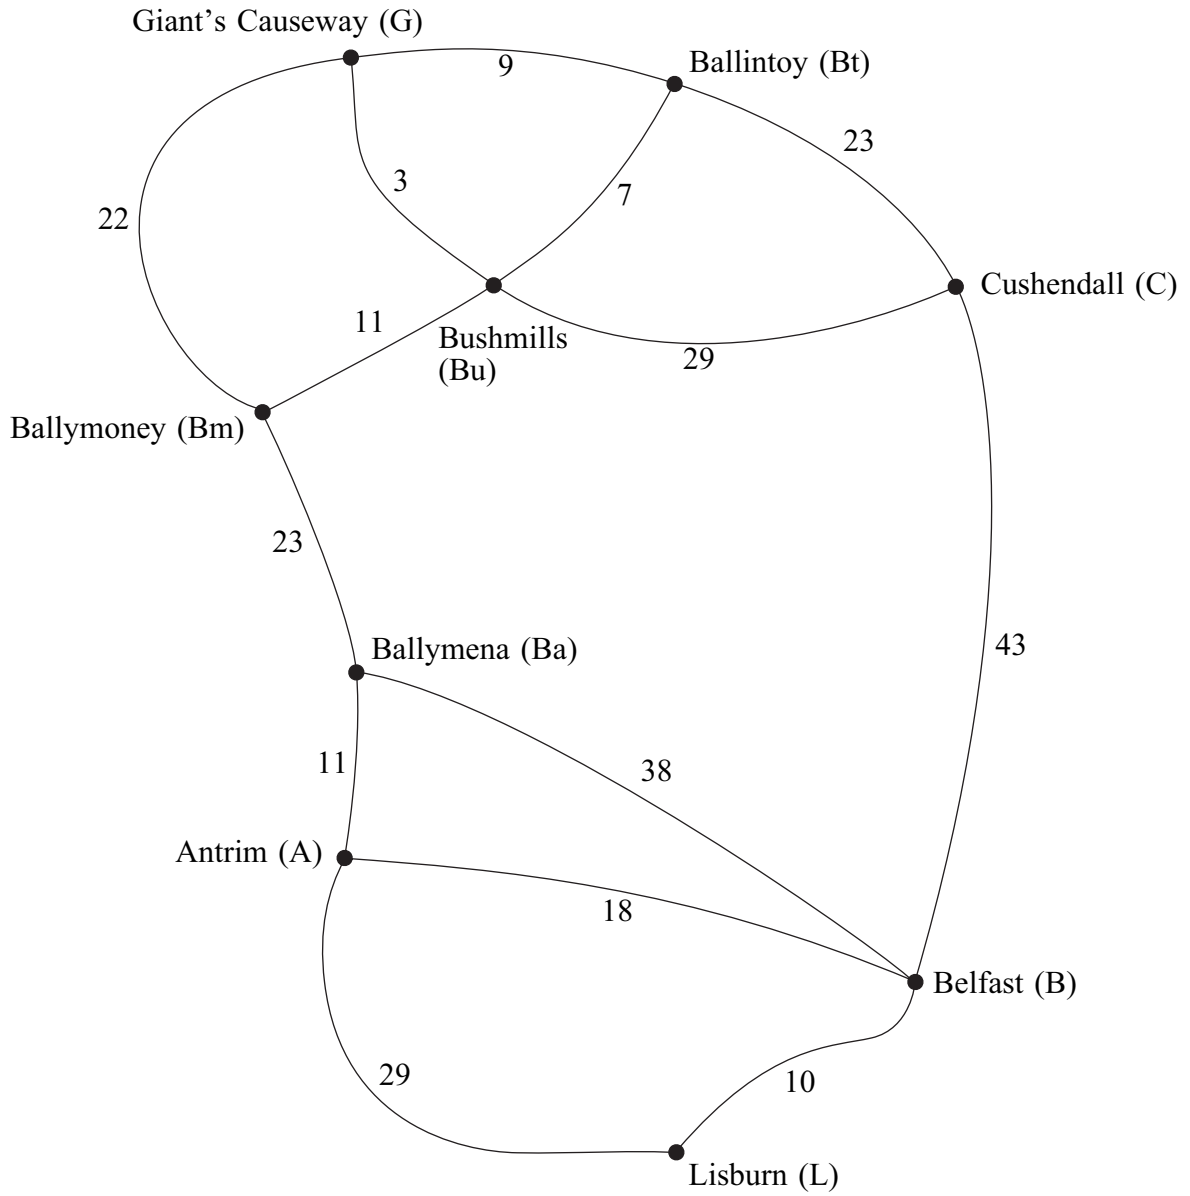 Giant’s Causeway (G)
9
Ballintoy (Bt)
23
3
7
22
Cushendall (C)
11
Bushmills
(Bu)
29
Ballymoney (Bm)
23
43
Ballymena (Ba)
11
38
Antrim (A)
18
Belfast (B)
29
10
Lisburn (L)